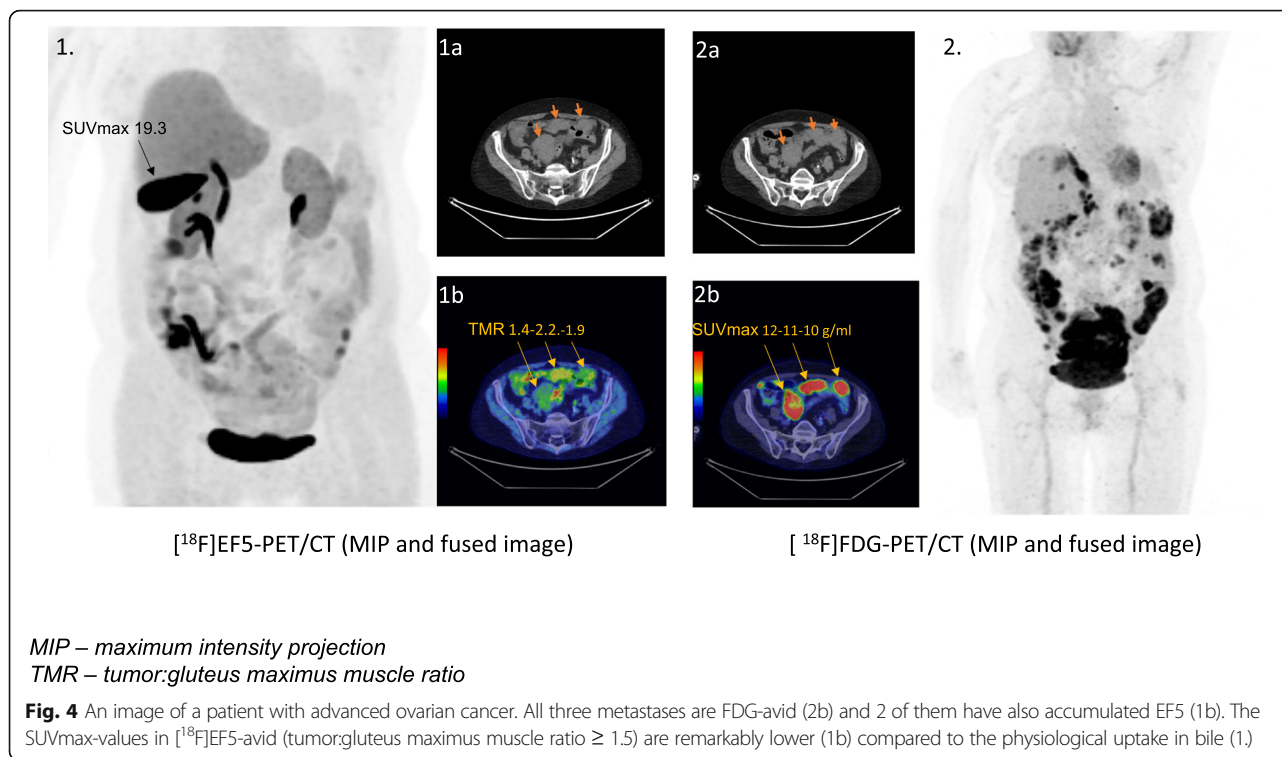 1.
SUVmax 19.3
1a
2a
2.
1b
TMR 1.4-2.2.-1.9
2b
SUVmax 12-11-10 g/ml
[¹⁸F]EF5-PET/CT (MIP and fused image)
[ ¹⁸F]FDG-PET/CT (MIP and fused image)
MIP – maximum intensity projection
TMR – tumor:gluteus maximus muscle ratio
Fig. 4 An image of a patient with advanced ovarian cancer. All three metastases are FDG-avid (2b) and 2 of them have also accumulated EF5 (1b). The
SUVmax-values in [¹⁸F]EF5-avid (tumor:gluteus maximus muscle ratio ≥ 1.5) are remarkably lower (1b) compared to the physiological uptake in bile (1.)